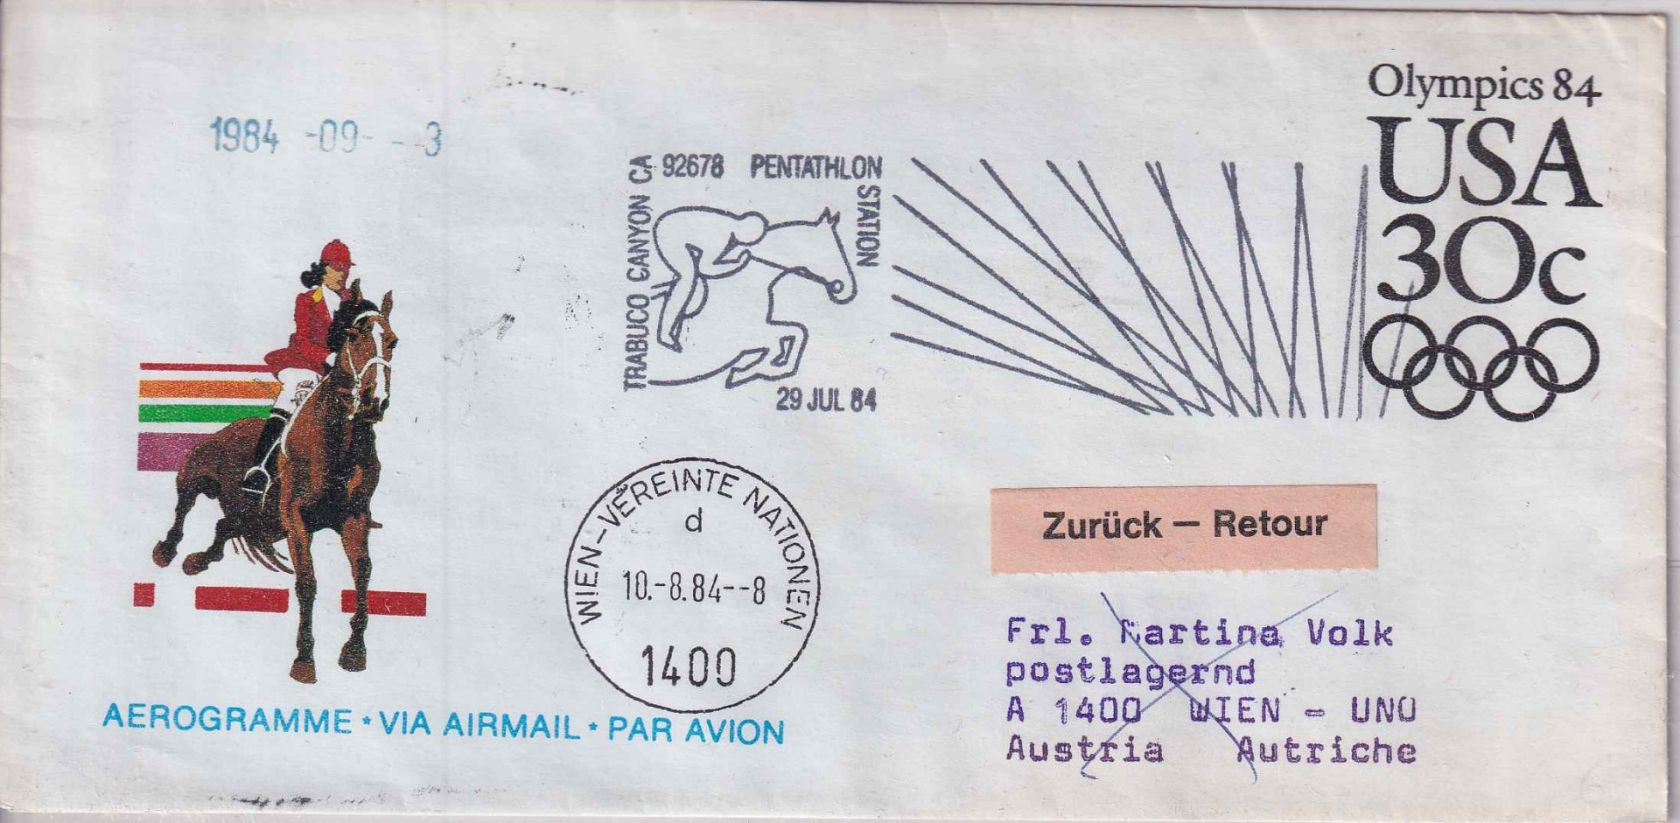 Olympics 84
USA
30c
1984 -09- -3
TRABUCO CANYON CA 92678 PENTATHLON STATION
29 JUL 84
WIEN-VEREINTE NATIONEN
d
10.-8.84--8
1400
Zurück — Retour
Frl. Martina Volk
postlagernd
A 1400 WIEN - UNO
Austria Autriche
AEROGRAMME * VIA AIRMAIL * PAR AVION